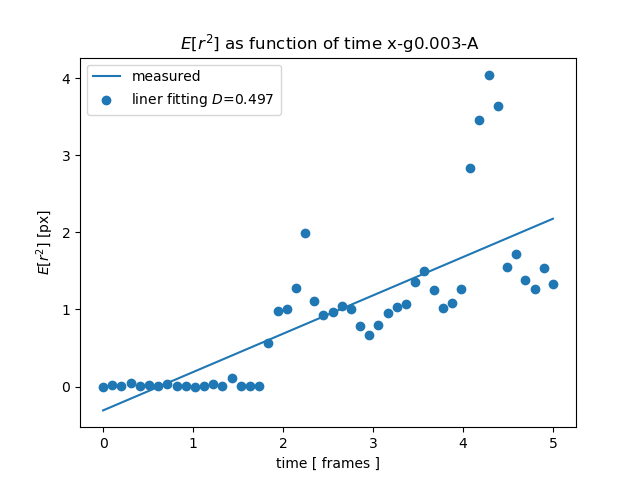 E[r²] as function of time x-g0.003-A
measured
liner fitting D=0.497
4
3
2
1
0
E[r²] [px]
0 1 2 3 4 5
time [ frames ]